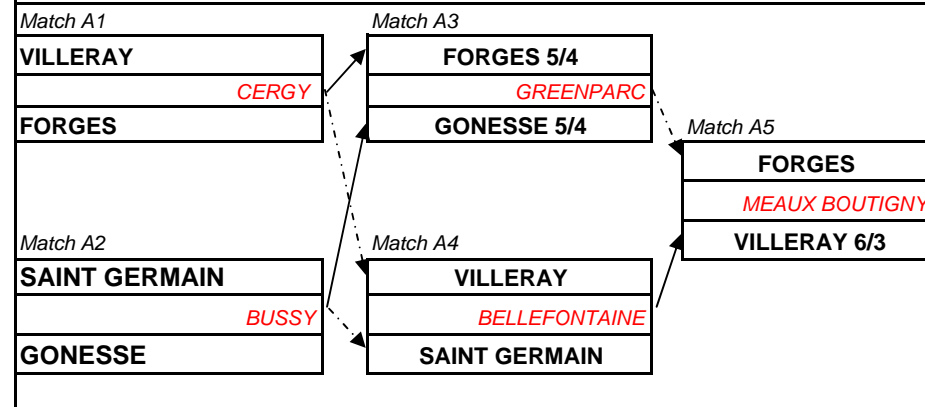 Match A1
VILLERAY
CERGY
FORGES
Match A2
SAINT GERMAIN
BUSSY
GONESSE
Match A3
FORGES 5/4
GREENPARC
GONESSE 5/4
Match A4
VILLERAY
BELLEFONTAINE
SAINT GERMAIN
Match A5
FORGES
MEAUX BOUTIGNY
VILLERAY 6/3